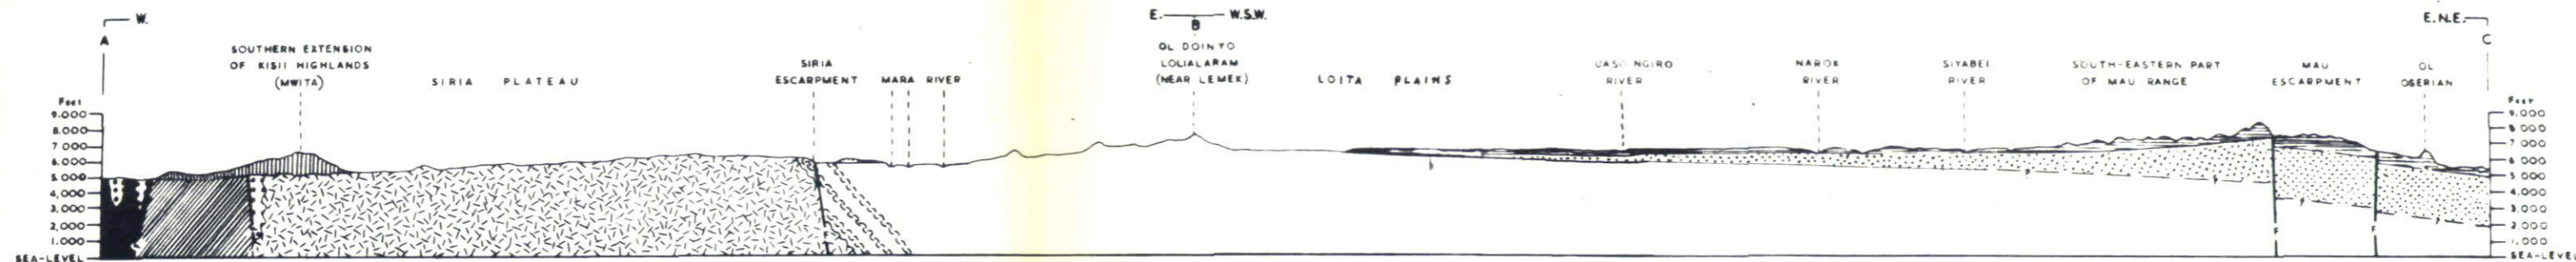 W.
A
SOUTHERN EXTENSION
OF KISII HIGHLANDS
(MWITA)
SIRIA PLATEAU
SIRIA
ESCARPMENT
MARA RIVER
E. W.S.W.
B
OL DOINYO
LOLIALARAM
(NEAR LEMEK)
LOITA PLAINS
UASO NGIRO
RIVER
NAROK
RIVER
SIYABEI
RIVER
SOUTH-EASTERN PART
OF MAU RANGE
MAU
ESCARPMENT
OL
OSERIAN
E.N.E.
C
Feet
9.000
8.000
7.000
6.000
5.000
4,000
3,000
2,000
1.000
SEA-LEVEL
Feet
9.000
8.000
7.000
6.000
5.000
4.000
3.000
2.000
1.000
SEA-LEVEL
P
P
P
P
P
F
F